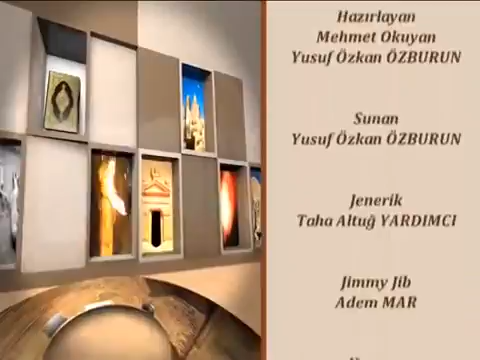 Hazırlayan
Mehmet Okuyan
Yusuf Özkan ÖZBURUN
Sunan
Yusuf Özkan ÖZBURUN
Jenerik
Taha Altuğ YARDIMCI
Jimmy Jib
Adem MAR